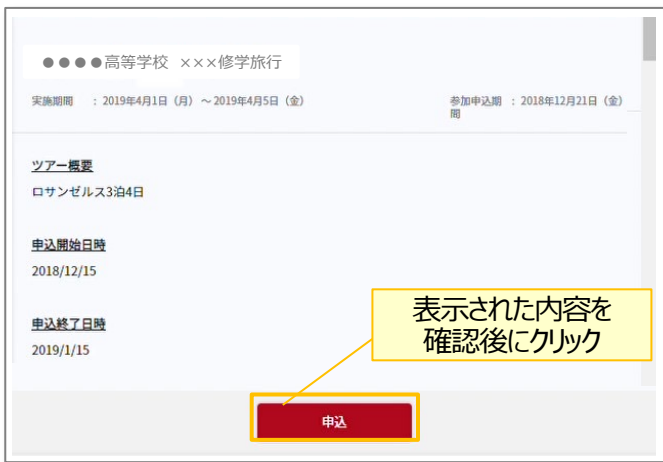 ●●●●高等学校 ×××修学旅行
実施期間 ： 2019年4月1日（月）～2019年4月5日（金）
参加申込期間 ： 2018年12月21日（金）
ツアー概要
ロサンゼルス3泊4日
申込開始日時
2018/12/15
申込終了日時
2019/1/15
表示された内容を
確認後にクリック
申込